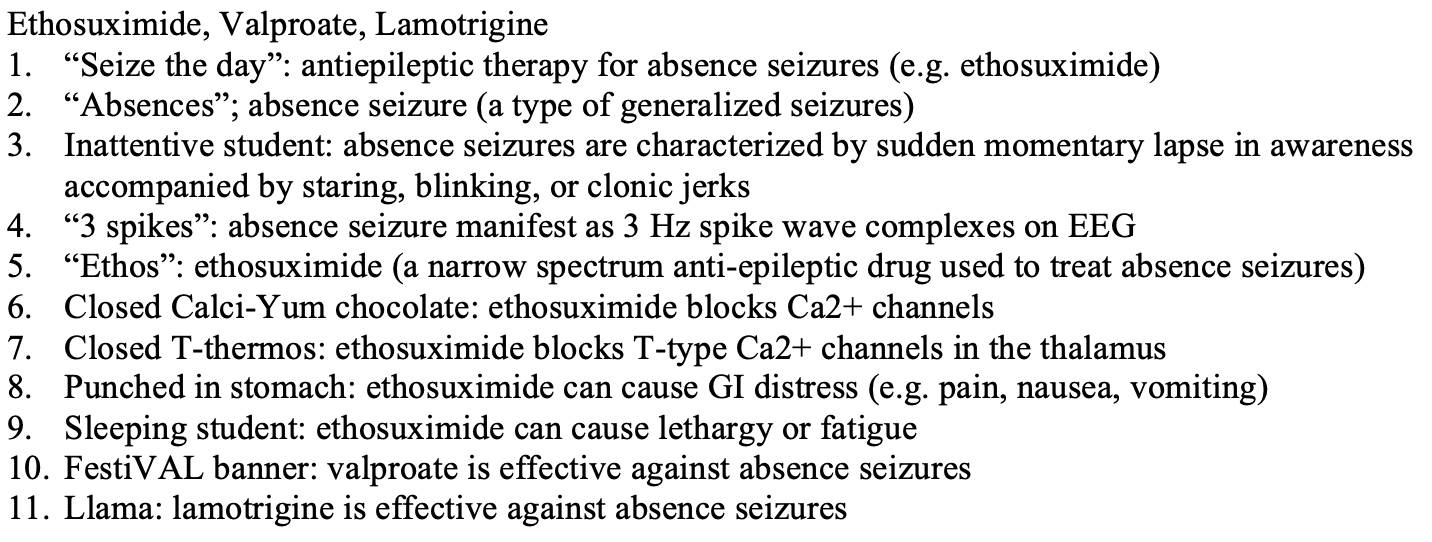 Ethosuximide, Valproate, Lamotrigine
1. “Seize the day”: antiepileptic therapy for absence seizures (e.g. ethosuximide)
2. “Absences”; absence seizure (a type of generalized seizures)
3. Inattentive student: absence seizures are characterized by sudden momentary lapse in awareness
accompanied by staring, blinking, or clonic jerks
4. “3 spikes”: absence seizure manifest as 3 Hz spike wave complexes on EEG
5. “Ethos”: ethosuximide (a narrow spectrum anti-epileptic drug used to treat absence seizures)
6. Closed Calci-Yum chocolate: ethosuximide blocks Ca2+ channels
7. Closed T-thermos: ethosuximide blocks T-type Ca2+ channels in the thalamus
8. Punched in stomach: ethosuximide can cause GI distress (e.g. pain, nausea, vomiting)
9. Sleeping student: ethosuximide can cause lethargy or fatigue
10. FestiVAL banner: valproate is effective against absence seizures
11. Llama: lamotrigine is effective against absence seizures